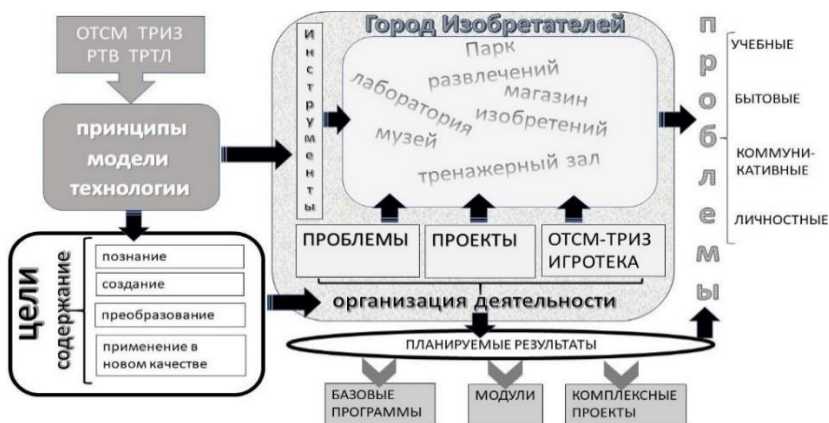 ОТСМ ТРИЗ
РТВ ТРТЛ
принципы
модели
технологии
Инструменты
Город Изобретателей
Парк
развлечений
лаборатория
магазин
изобретений
музей
тренажерный зал
ПРОБЛЕМЫ
ПРОЕКТЫ
ОТСМ-ТРИЗ
ИГРОТЕКА
организация деятельности
проблемы
УЧЕБНЫЕ
БЫТОВЫЕ
КОММУНИ-
КАТИВНЫЕ
ЛИЧНОСТНЫЕ
цели
содержание
познание
создание
преобразование
применение в
новом качестве
ПЛАНИРУЕМЫЕ РЕЗУЛЬТАТЫ
БАЗОВЫЕ
ПРОГРАММЫ
МОДУЛИ
КОМПЛЕКСНЫЕ
ПРОЕКТЫ